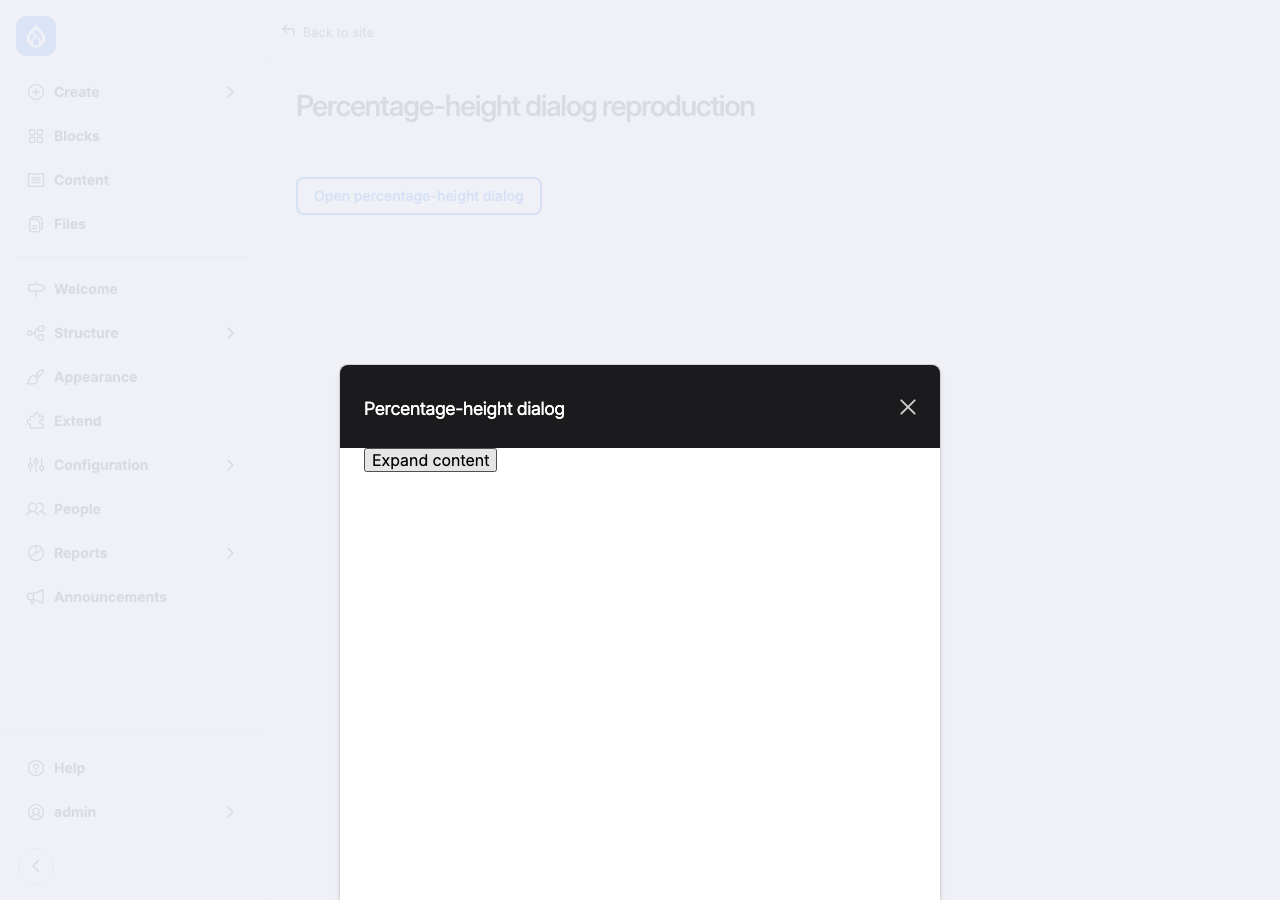 Back to site
Create
Blocks
Content
Files
Welcome
Structure
Appearance
Extend
Configuration
People
Reports
Announcements
Help
admin
Percentage-height dialog reproduction
Open percentage-height dialog
Percentage-height dialog
Expand content